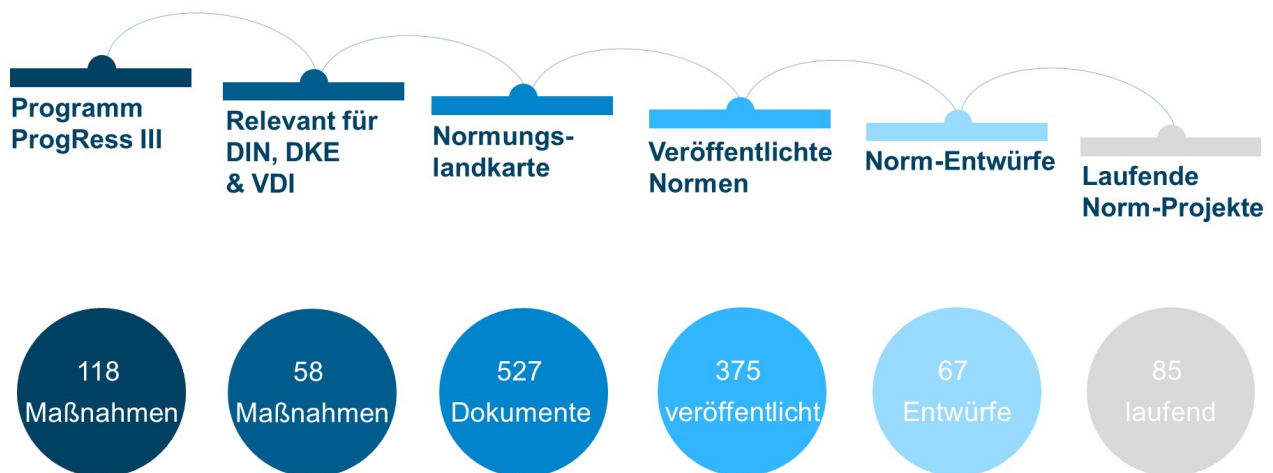 Programm
ProgRess III
Relevant für
DIN, DKE
& VDI
Normungs-
landkarte
Veröffentlichte
Normen
Norm-Entwürfe
Laufende
Norm-Projekte
118
Maßnahmen
58
Maßnahmen
527
Dokumente
375
veröffentlicht
67
Entwürfe
85
laufend